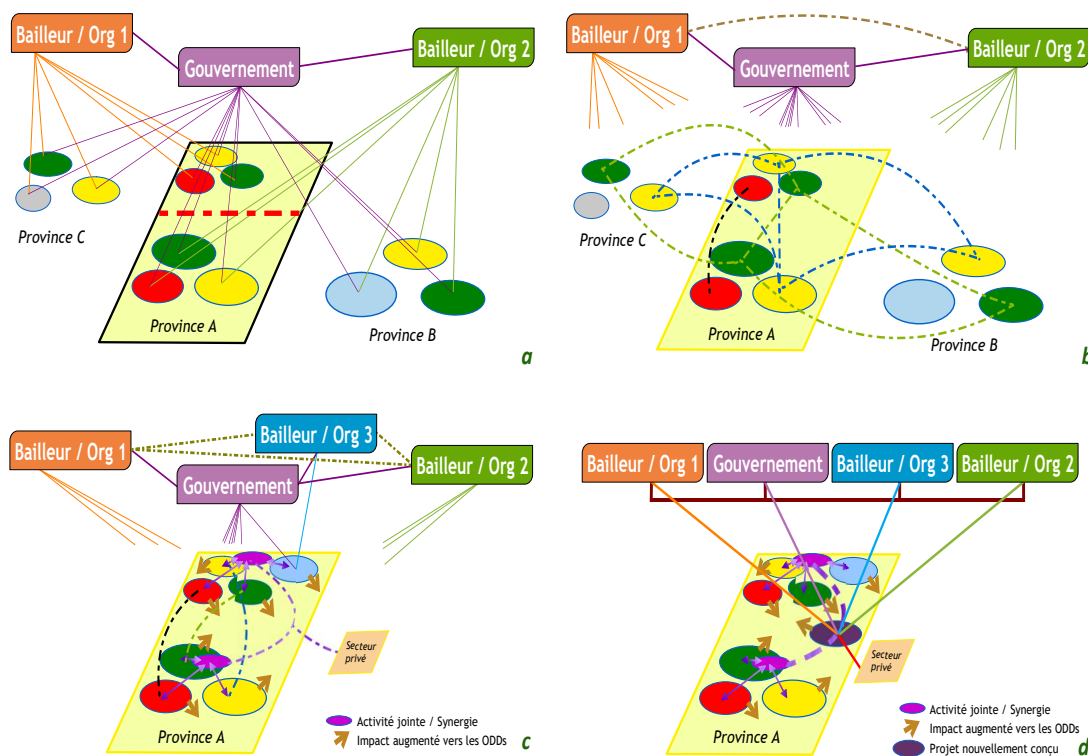 Bailleur / Org 1
Gouvernement
Bailleur / Org 2
Province C
Province A
Province B
a
Bailleur / Org 1
Gouvernement
Bailleur / Org 2
Province C
Province A
Province B
b
Bailleur / Org 3
Bailleur / Org 1
Gouvernement
Bailleur / Org 2
Secteur
privé
Province A
Activité jointe / Synergie
Impact augmenté vers les ODDs
c
Bailleur / Org 1
Gouvernement
Bailleur / Org 3
Bailleur / Org 2
Secteur
privé
Province A
Activité jointe / Synergie
Impact augmenté vers les ODDs
Projet nouvellement conçu
d